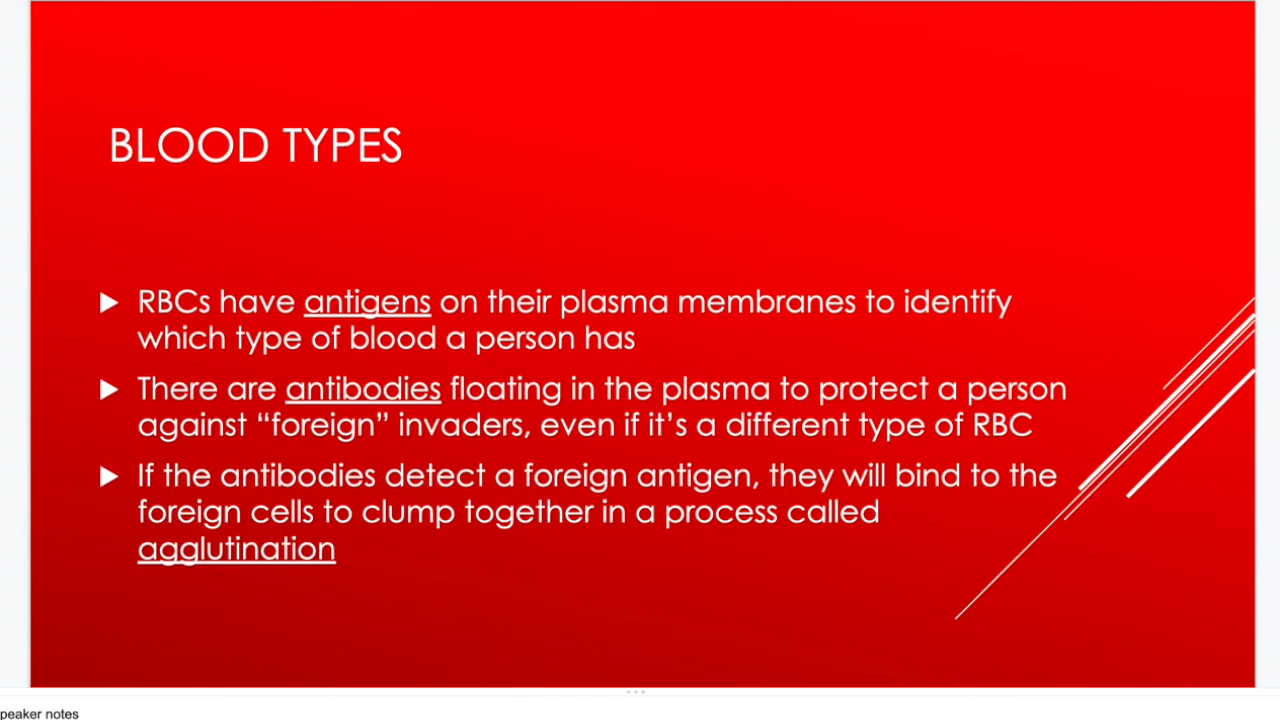 BLOOD TYPES
RBCs have antigens on their plasma membranes to identify
which type of blood a person has
There are antibodies floating in the plasma to protect a person
against “foreign” invaders, even if it’s a different type of RBC
If the antibodies detect a foreign antigen, they will bind to the
foreign cells to clump together in a process called
agglutination
peaker notes